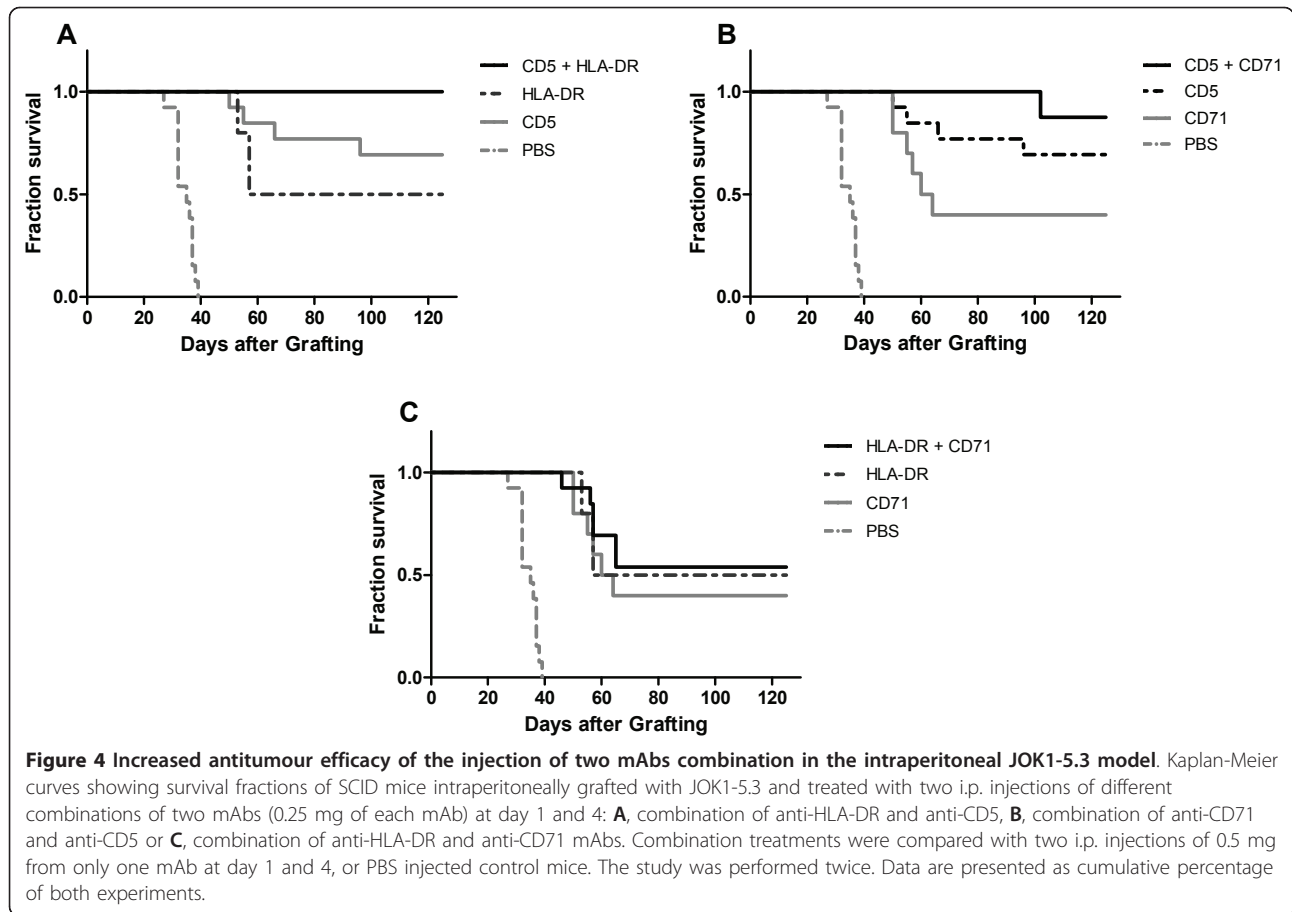 A
CD5 + HLA-DR
HLA-DR
CD5
PBS
Fraction survival
1.0
0.5
0.0
0 20 40 60 80 100 120
Days after Grafting
B
CD5 + CD71
CD5
CD71
PBS
Fraction survival
1.0
0.5
0.0
0 20 40 60 80 100 120
Days after Grafting
C
HLA-DR + CD71
HLA-DR
CD71
PBS
Fraction survival
1.0
0.5
0.0
0 20 40 60 80 100 120
Days after Grafting
Figure 4 Increased antitumour efficacy of the injection of two mAbs combination in the intraperitoneal JOK1-5.3 model. Kaplan-Meier
curves showing survival fractions of SCID mice intraperitoneally grafted with JOK1-5.3 and treated with two i.p. injections of different
combinations of two mAbs (0.25 mg of each mAb) at day 1 and 4: A, combination of anti-HLA-DR and anti-CD5, B, combination of anti-CD71
and anti-CD5 or C, combination of anti-HLA-DR and anti-CD71 mAbs. Combination treatments were compared with two i.p. injections of 0.5 mg
from only one mAb at day 1 and 4, or PBS injected control mice. The study was performed twice. Data are presented as cumulative percentage
of both experiments.